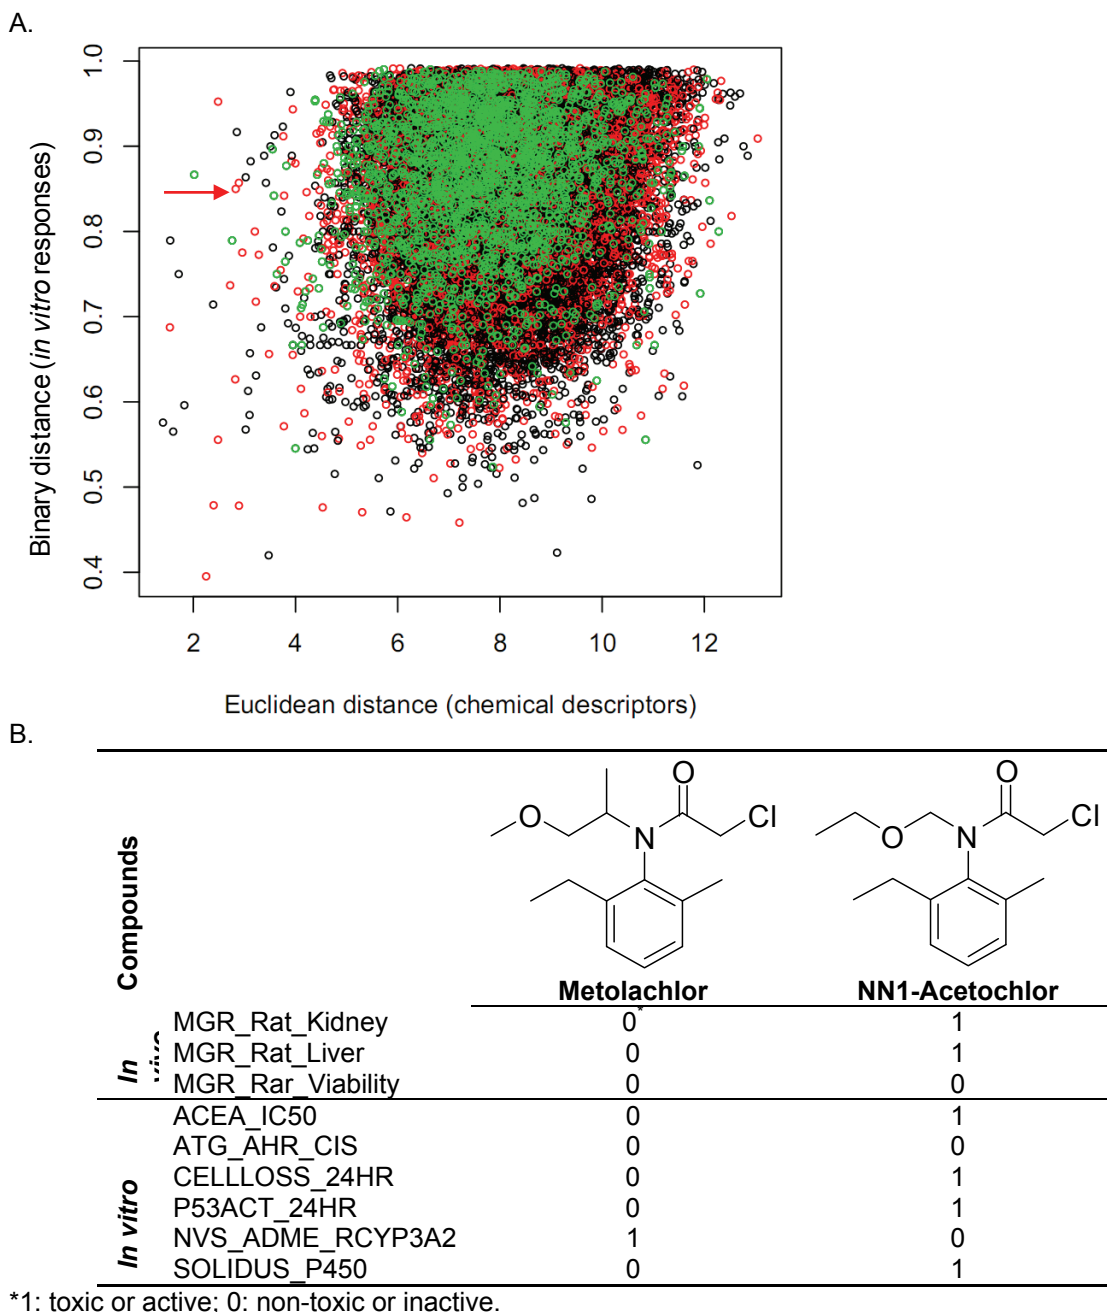 A.
Binary distance (in vitro responses)
1.0
0.9
0.8
0.7
0.6
0.5
0.4
2 4 6 8 10 12
Euclidean distance (chemical descriptors)
B.
Compounds
O O Cl N
O O Cl N
Metolachlor NN1-Acetochlor
In vivo
MGR_Rat_Kidney 0* 1
MGR_Rat_Liver 0 1
MGR_Rar_Viability 0 0
In vitro
ACEA_IC50 0 1
ATG_AHR_CIS 0 0
CELLLOSS_24HR 0 1
P53ACT_24HR 0 1
NVS_ADME_RCYP3A2 1 0
SOLIDUS_P450 0 1
*1: toxic or active; 0: non-toxic or inactive.